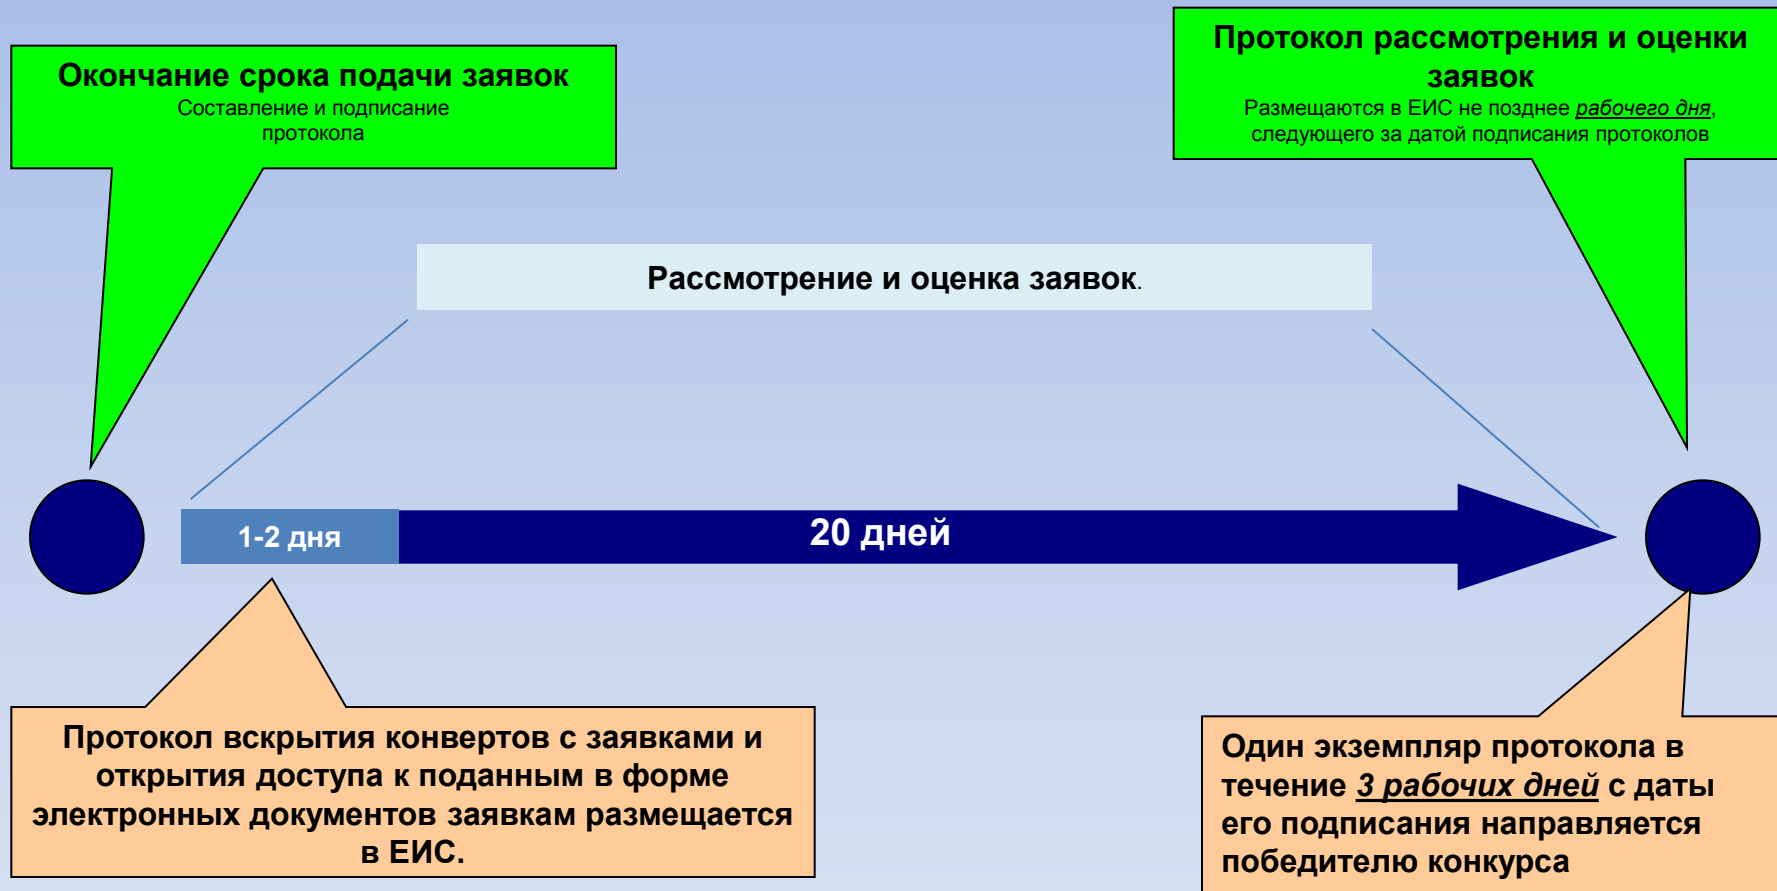 Окончание срока подачи заявок
Составление и подписание
протокола
Протокол рассмотрения и оценки
заявок
Размещаются в ЕИС не позднее рабочего дня,
следующего за датой подписания протоколов
Рассмотрение и оценка заявок.
1-2 дня
20 дней
Протокол вскрытия конвертов с заявками и
открытия доступа к поданным в форме
электронных документов заявкам размещается
в ЕИС.
Один экземпляр протокола в
течение 3 рабочих дней с даты
его подписания направляется
победителю конкурса